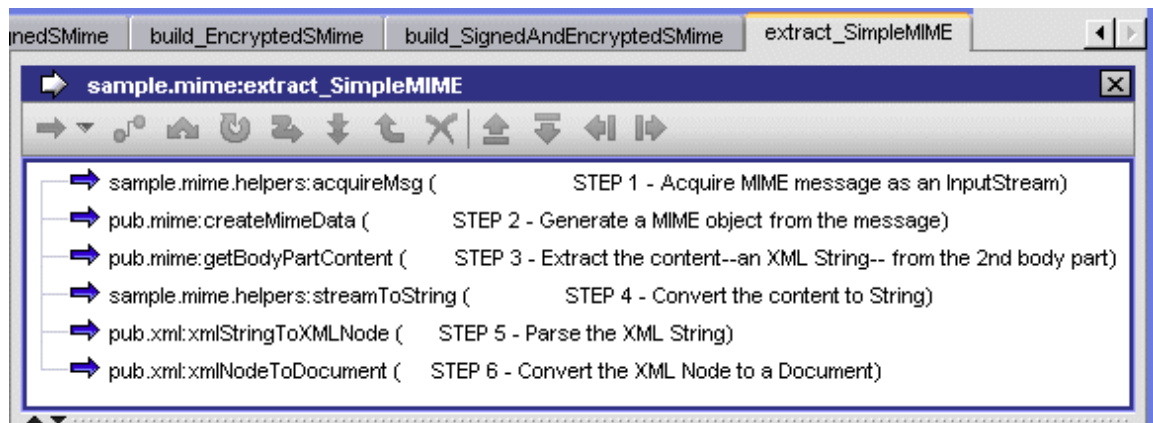 nedSMime build_EncryptedSMime build_SignedAndEncryptedSMime extract_SimpleMIME
sample.mime:extract_SimpleMIME
sample.mime.helpers:acquireMsg ( STEP 1 - Acquire MIME message as an InputStream)
pub.mime:createMimeData ( STEP 2 - Generate a MIME object from the message)
pub.mime:getBodyPartContent ( STEP 3 - Extract the content--an XML String-- from the 2nd body part)
sample.mime.helpers:streamToString ( STEP 4 - Convert the content to String)
pub.xml:xmlStringToXMLNode ( STEP 5 - Parse the XML String)
pub.xml:xmlNodeToDocument ( STEP 6 - Convert the XML Node to a Document)